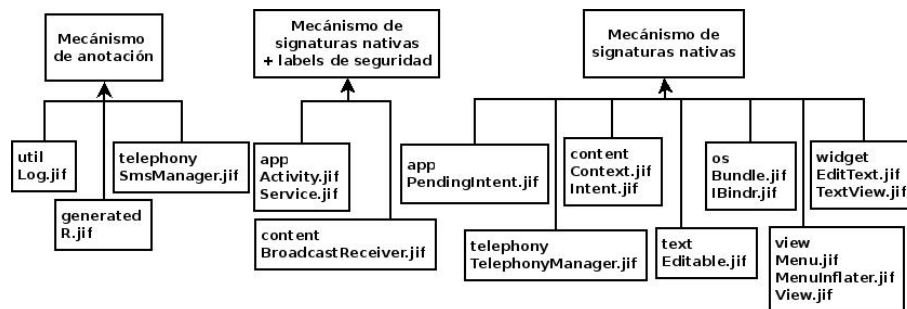 Mecánismo
de anotación
Mecánismo de
signaturas nativas
+ labels de seguridad
Mecánismo de
signaturas nativas
util
Log.jif
telephony
SmsManager.jif
generated
R.jif
app
Activity.jif
Service.jif
content
BroadcastReceiver.jif
app
PendingIntent.jif
content
Context.jif
Intent.jif
os
Bundle.jif
IBindr.jif
widget
EditText.jif
TextView.jif
telephony
TelephonyManager.jif
text
Editable.jif
view
Menu.jif
MenuInflater.jif
View.jif